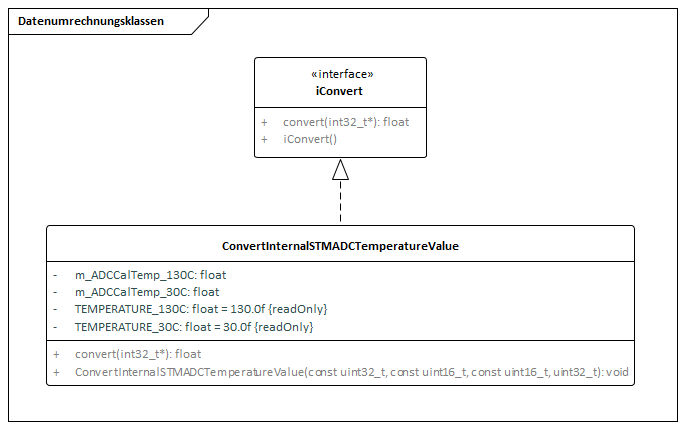 Datenumrechnungsklassen
«interface»
iConvert
+ convert(int32_t*): float
+ iConvert()
ConvertInternalSTMADCTemperatureValue
- m_ADCCalTemp_130C: float
- m_ADCCalTemp_30C: float
- TEMPERATURE_130C: float = 130.0f {readOnly}
- TEMPERATURE_30C: float = 30.0f {readOnly}
+ convert(int32_t*): float
+ ConvertInternalSTMADCTemperatureValue(const uint32_t, const uint16_t, const uint16_t, uint32_t): void